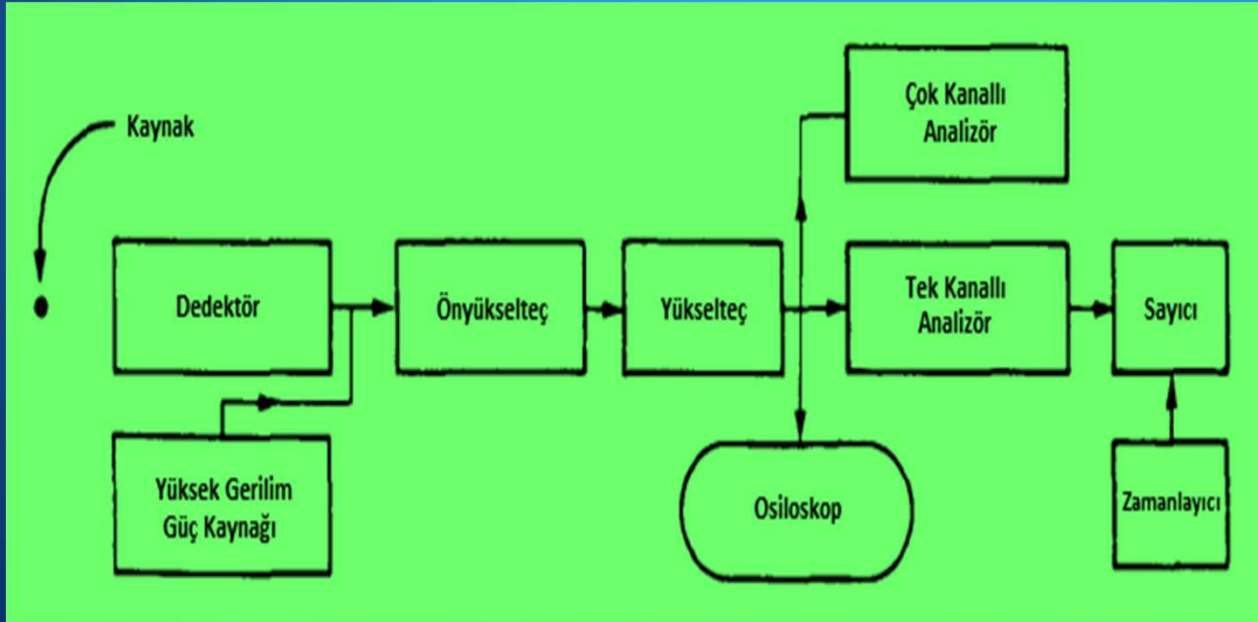 Kaynak
Çok Kanallı
Analizör
Dedektör
Önyükselteç
Yükselteç
Tek Kanallı
Analizör
Sayıcı
Yüksek Gerilim
Güç Kaynağı
Osiloskop
Zamanlayıcı